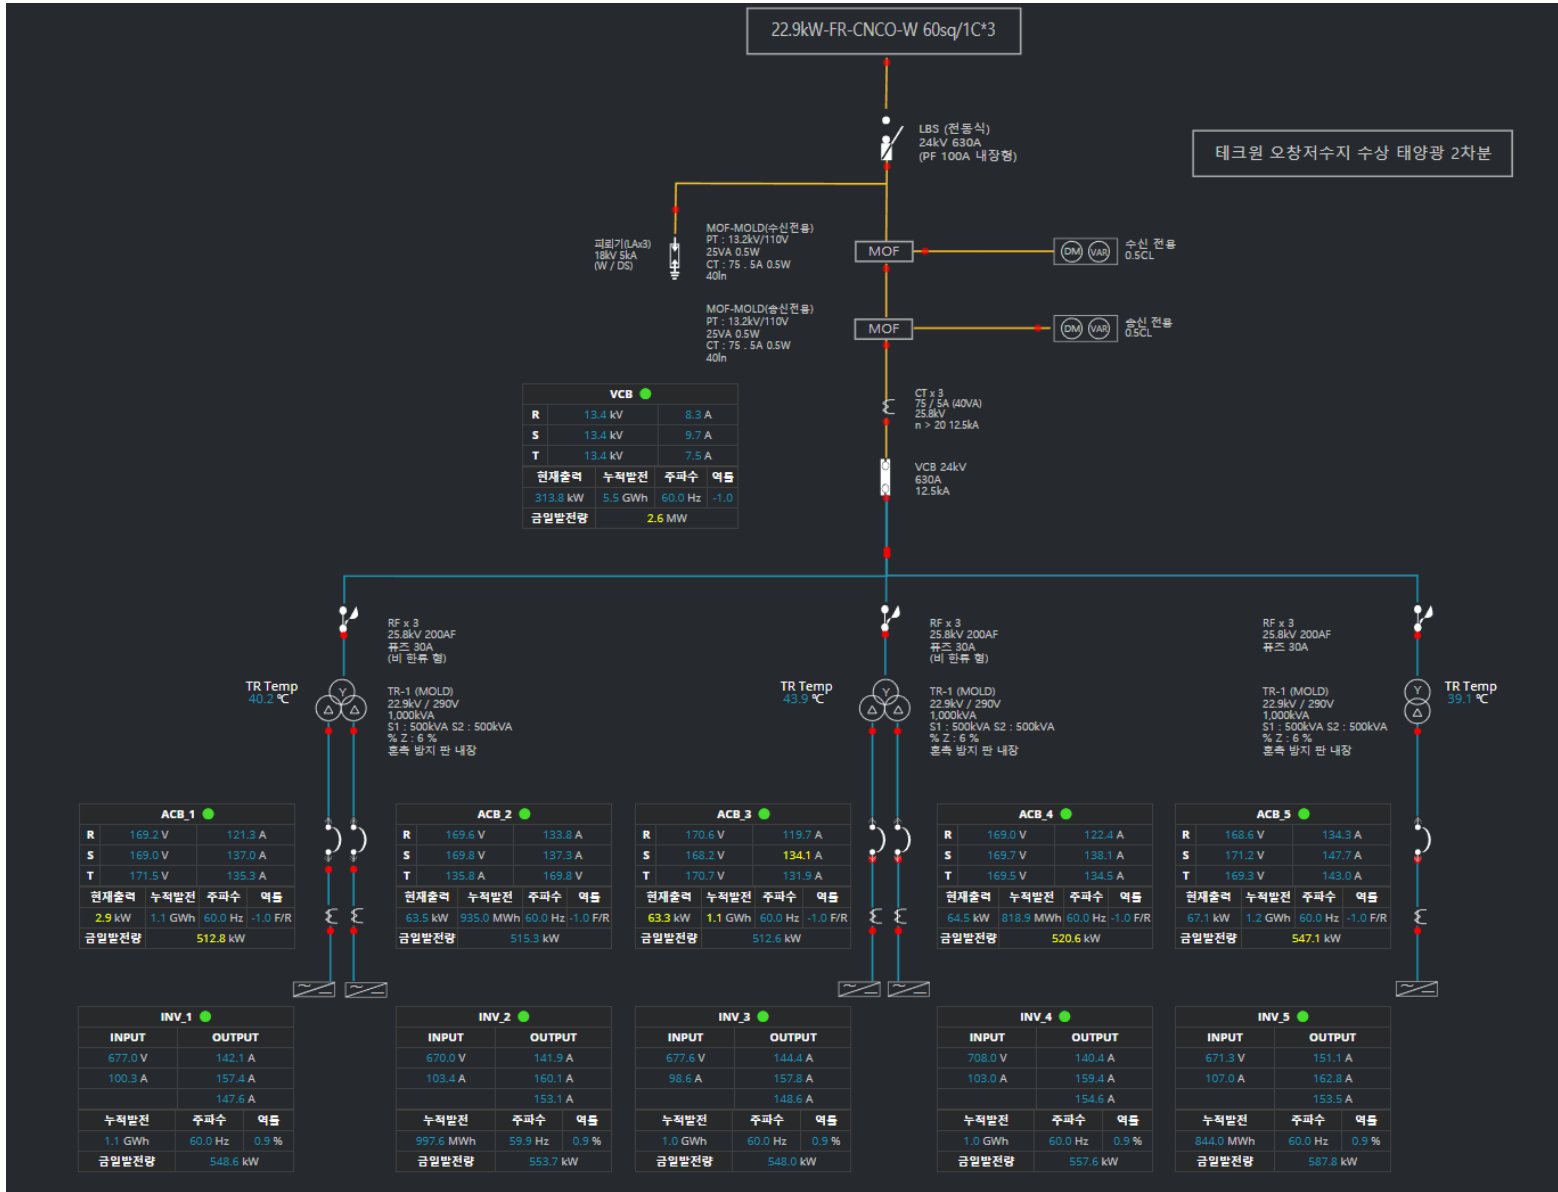 22.9kW-FR-CNCO-W 60sq/1C*3
LBS (전동식)
24kV 630A
(PF 100A 내장형)
테크원 오창저수지 수상 태양광 2차분
피뢰기(LAx3)
18kV 5kA
(W / DS)
MOF-MOLD(수신전용)
PT : 13.2kV/110V
25VA 0.5W
CT : 75 . 5A 0.5W
40ln
MOF
DM VAR
수신 전용
0.5CL
MOF-MOLD(송신전용)
PT : 13.2kV/110V
25VA 0.5W
CT : 75 . 5A 0.5W
40ln
MOF
DM VAR
송신 전용
0.5CL
CT x 3
75 / 5A (40VA)
25.8kV
n > 20 12.5kA
VCB 24kV
630A
12.5kA
VCB
R 13.4 kV 8.3 A
S 13.4 kV 9.7 A
T 13.4 kV 7.5 A
현재출력 누적발전 주파수 역률
313.8 kW 5.5 GWh 60.0 Hz -1.0
금일발전량 2.6 MW
RF x 3
25.8kV 200AF
퓨즈 30A
(비 한류 형)
TR Temp
40.2 ℃
Y
△ △
TR-1 (MOLD)
22.9kV / 290V
1,000kVA
S1 : 500kVA S2 : 500kVA
% Z : 6 %
혼촉 방지 판 내장
RF x 3
25.8kV 200AF
퓨즈 30A
(비 한류 형)
TR Temp
43.9 ℃
Y
△ △
TR-1 (MOLD)
22.9kV / 290V
1,000kVA
S1 : 500kVA S2 : 500kVA
% Z : 6 %
혼촉 방지 판 내장
RF x 3
25.8kV 200AF
퓨즈 30A
TR-1 (MOLD)
22.9kV / 290V
1,000kVA
S1 : 500kVA S2 : 500kVA
% Z : 6 %
혼촉 방지 판 내장
Y
△
TR Temp
39.1 ℃
ACB_1
R 169.2 V 121.3 A
S 169.0 V 137.0 A
T 171.5 V 135.3 A
현재출력 누적발전 주파수 역률
2.9 kW 1.1 GWh 60.0 Hz -1.0 F/R
금일발전량 512.8 kW
ACB_2
R 169.6 V 133.8 A
S 169.8 V 137.3 A
T 135.8 A 169.8 V
현재출력 누적발전 주파수 역률
63.5 kW 935.0 MWh 60.0 Hz -1.0 F/R
금일발전량 515.3 kW
ACB_3
R 170.6 V 119.7 A
S 168.2 V 134.1 A
T 170.7 V 131.9 A
현재출력 누적발전 주파수 역률
63.3 kW 1.1 GWh 60.0 Hz -1.0 F/R
금일발전량 512.6 kW
ACB_4
R 169.0 V 122.4 A
S 169.7 V 138.1 A
T 169.5 V 134.5 A
현재출력 누적발전 주파수 역률
64.5 kW 818.9 MWh 60.0 Hz -1.0 F/R
금일발전량 520.6 kW
ACB_5
R 168.6 V 134.3 A
S 171.2 V 147.7 A
T 169.3 V 143.0 A
현재출력 누적발전 주파수 역률
67.1 kW 1.2 GWh 60.0 Hz -1.0 F/R
금일발전량 547.1 kW
INV_1
INPUT OUTPUT
677.0 V 142.1 A
100.3 A 157.4 A
147.6 A
누적발전 주파수 역률
1.1 GWh 60.0 Hz 0.9 %
금일발전량 548.6 kW
INV_2
INPUT OUTPUT
670.0 V 141.9 A
103.4 A 160.1 A
153.1 A
누적발전 주파수 역률
997.6 MWh 59.9 Hz 0.9 %
금일발전량 553.7 kW
INV_3
INPUT OUTPUT
677.6 V 144.4 A
98.6 A 157.8 A
148.6 A
누적발전 주파수 역률
1.0 GWh 60.0 Hz 0.9 %
금일발전량 548.0 kW
INV_4
INPUT OUTPUT
708.0 V 140.4 A
103.0 A 159.4 A
154.6 A
누적발전 주파수 역률
1.0 GWh 60.0 Hz 0.9 %
금일발전량 557.6 kW
INV_5
INPUT OUTPUT
671.3 V 151.1 A
107.0 A 162.8 A
153.5 A
누적발전 주파수 역률
844.0 MWh 60.0 Hz 0.9 %
금일발전량 587.8 kW